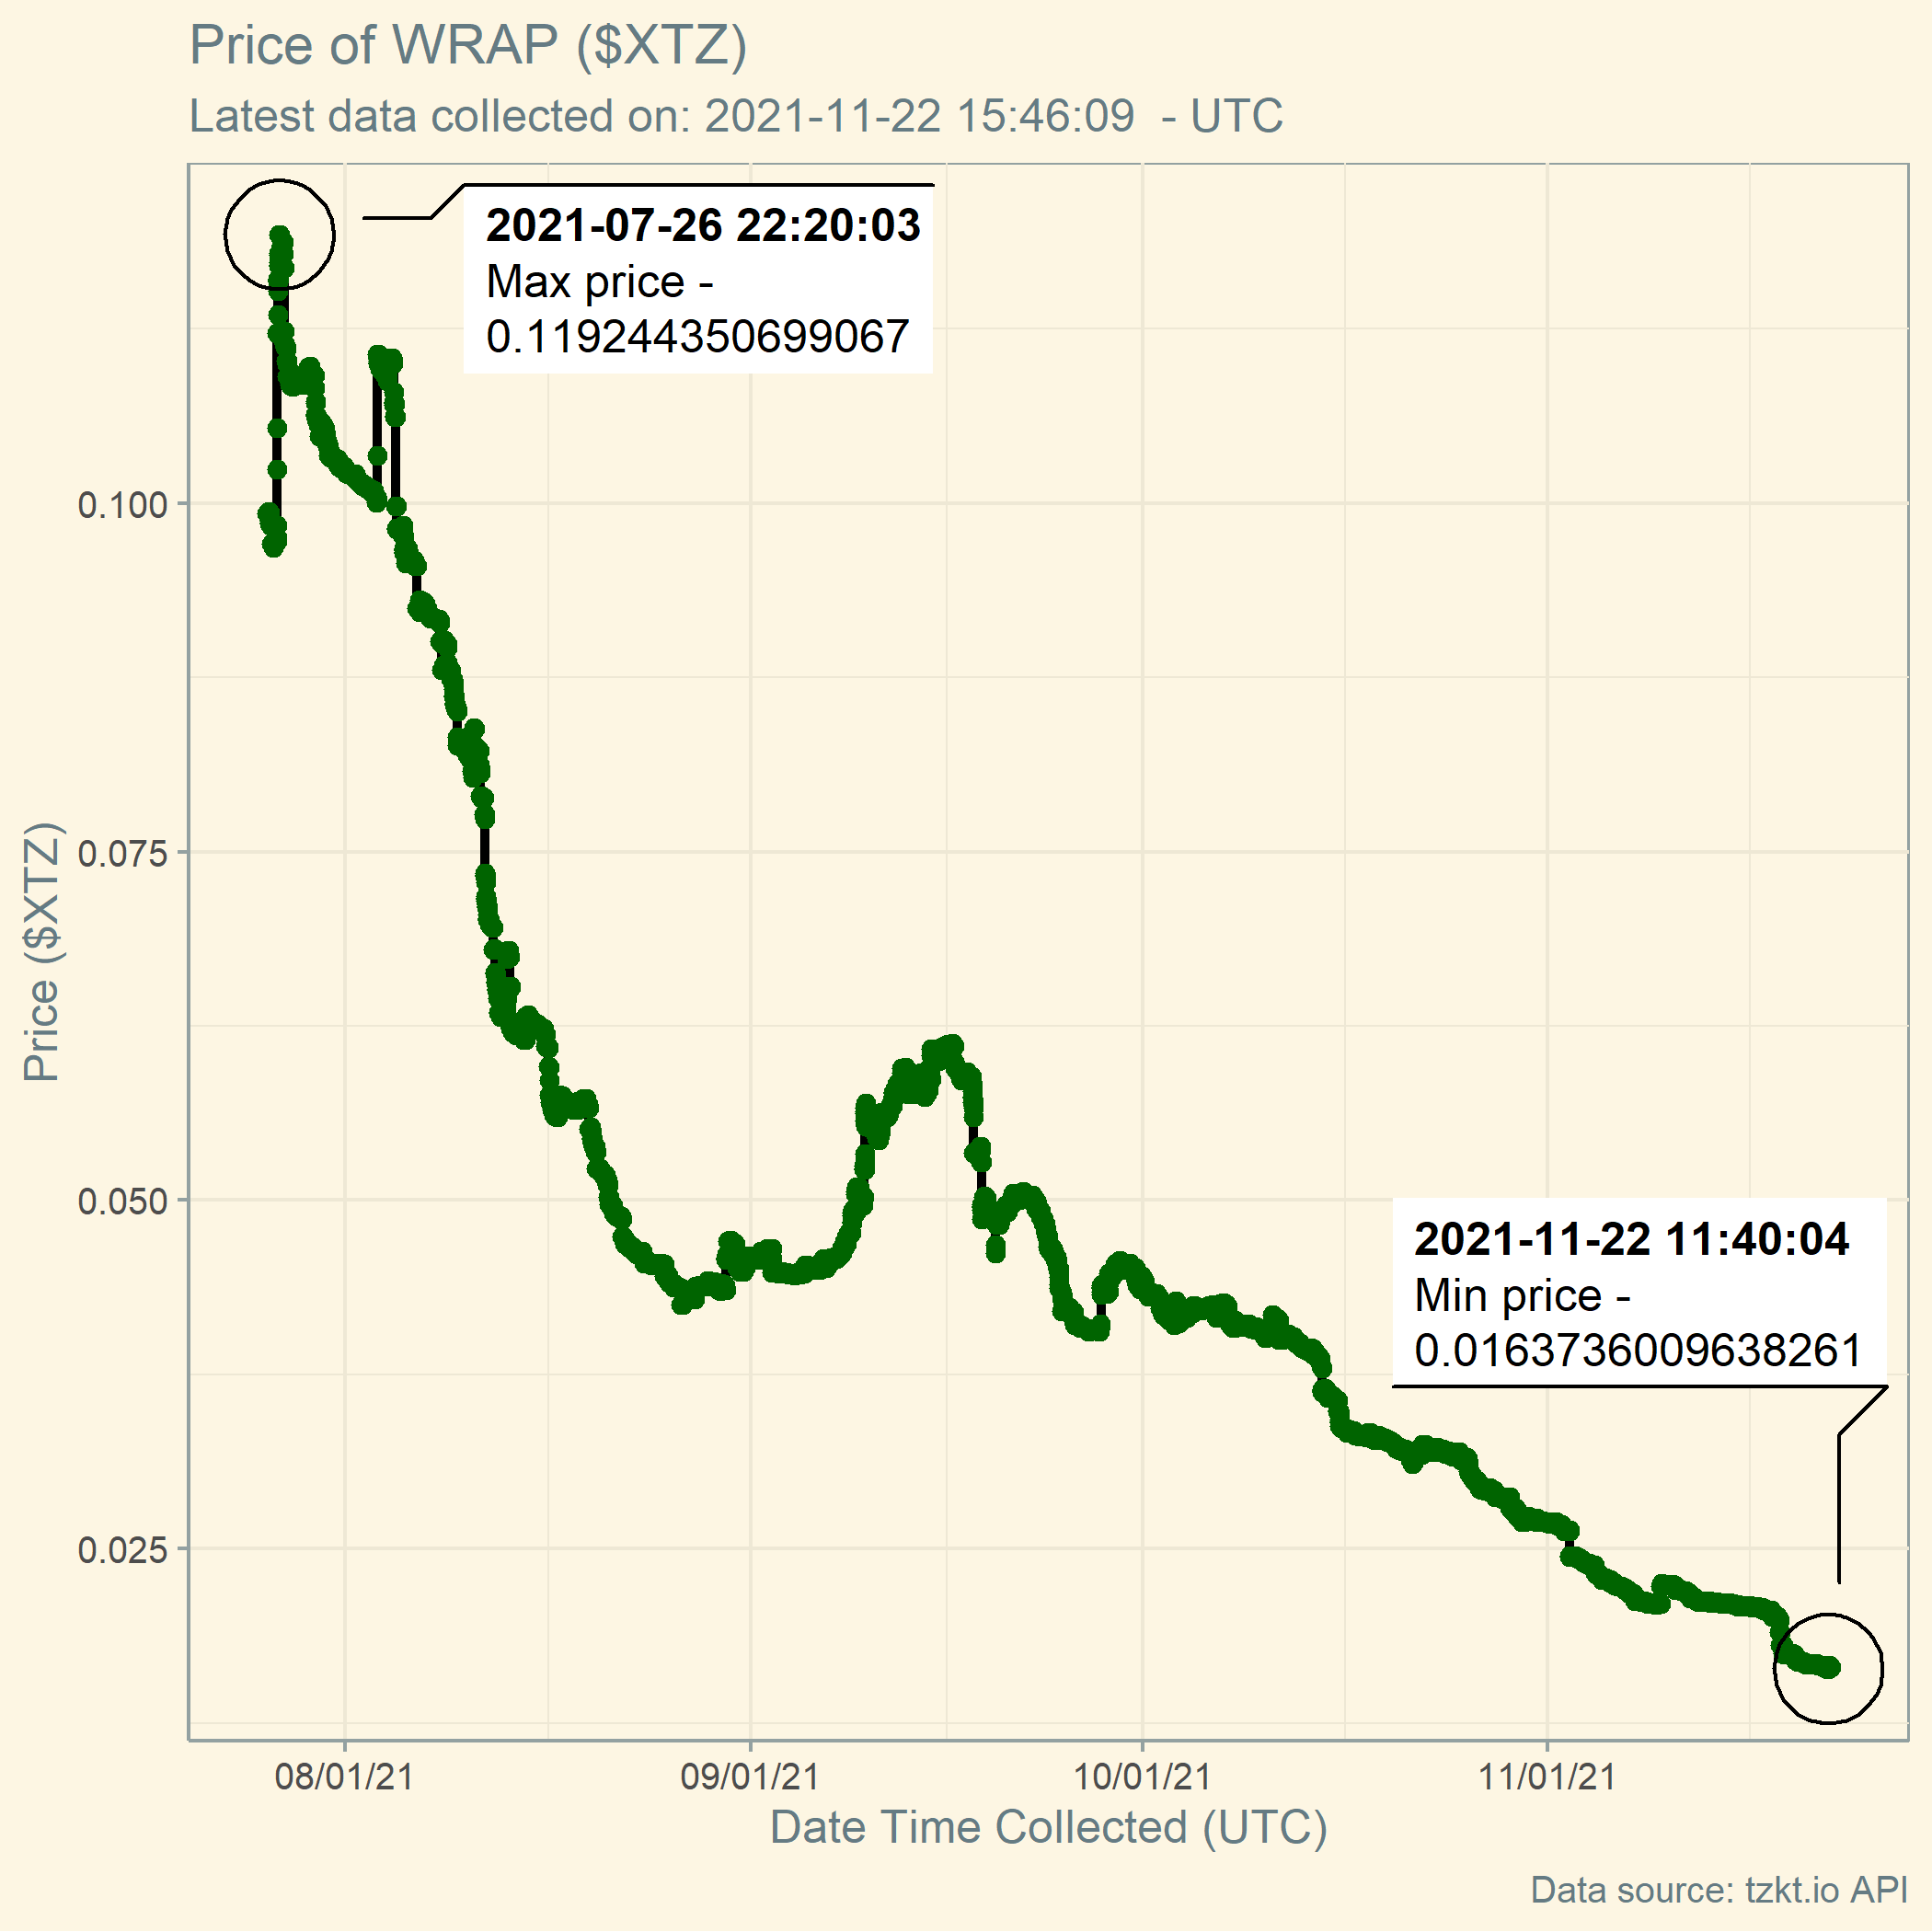 Price of WRAP ($XTZ)
Latest data collected on: 2021-11-22 15:46:09  - UTC
2021-07-26 22:20:03
Max price -
0.119244350699067
0.100
0.075
Price ($XTZ)
0.050
2021-11-22 11:40:04
Min price -
0.0163736009638261
0.025
08/01/21
09/01/21
10/01/21
11/01/21
Date Time Collected (UTC)
Data source: tzkt.io API